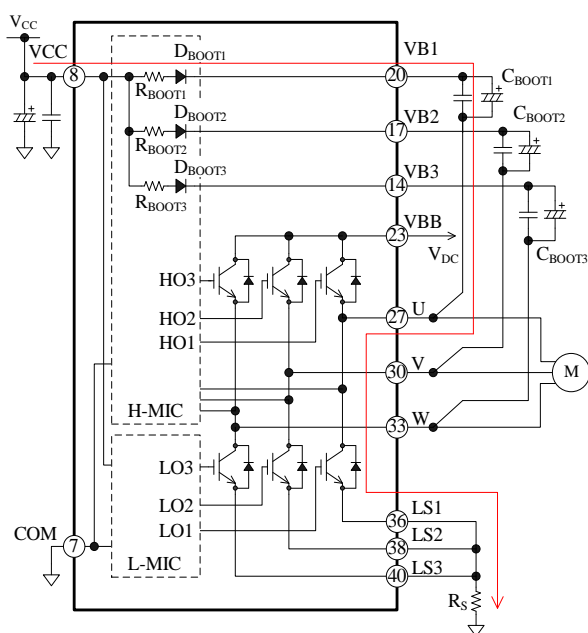 VCC
VCC
8
DBOOT1
RBOOT1
VB1
20
CBOOT1
DBOOT2
RBOOT2
VB2
17
CBOOT2
DBOOT3
RBOOT3
VB3
14
VBB
23
VDC
CBOOT3
HO3
HO2
HO1
U
27
V
30
M
H-MIC
W
33
LO3
LO2
LO1
LS1
36
LS2
38
LS3
40
COM
7
L-MIC
RS